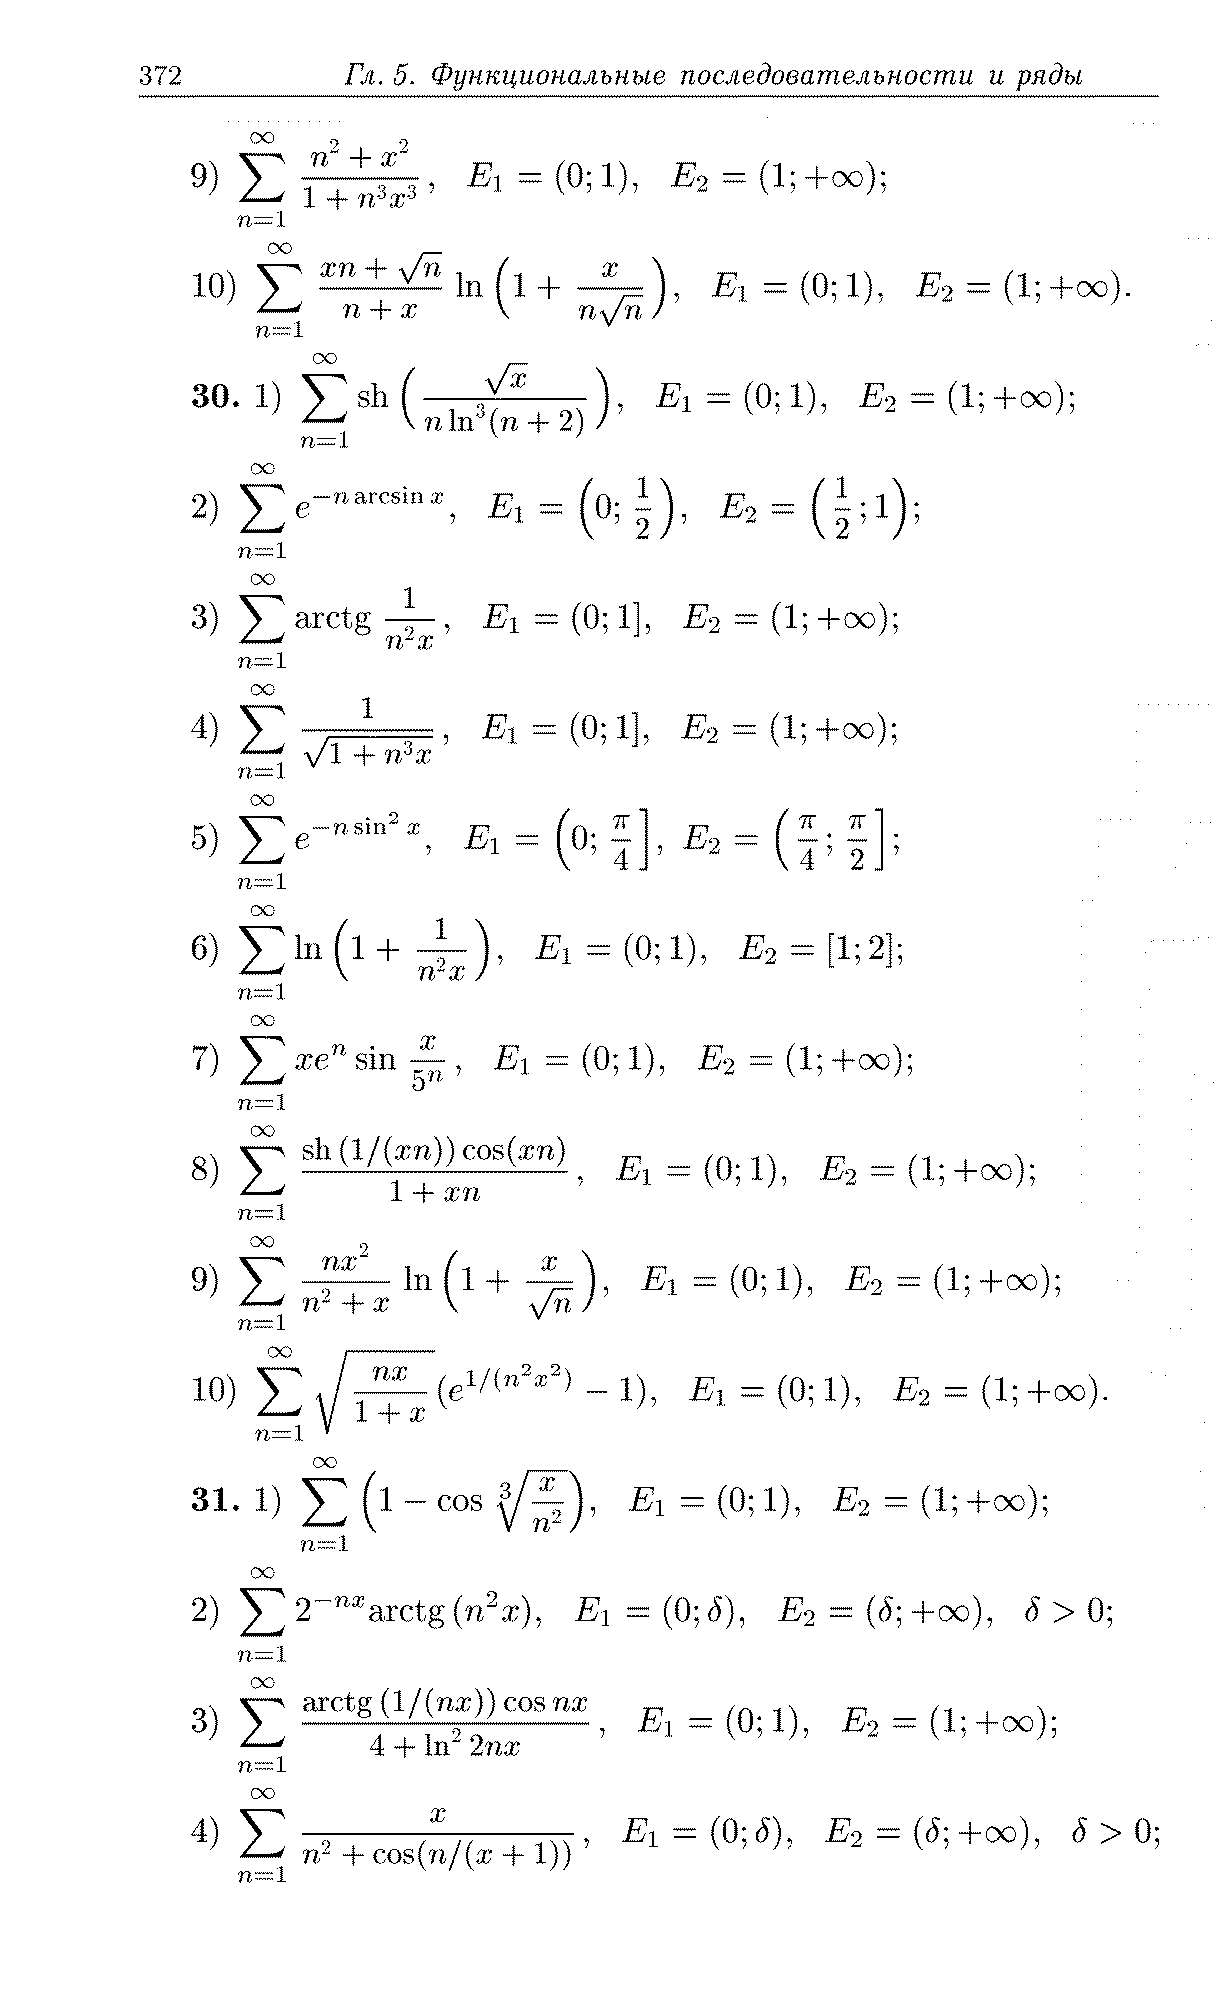 372 Гл. 5. Функциональные последовательности и ряды
9) $\sum_{n=1}^{\infty} \frac{n^2 + x^2}{1 + n^3x^3}$, $E_1 = (0; 1)$, $E_2 = (1; +\infty)$;
10) $\sum_{n=1}^{\infty} \frac{xn + \sqrt{n}}{n + x} \ln\left(1 + \frac{x}{n\sqrt{n}}\right)$, $E_1 = (0; 1)$, $E_2 = (1; +\infty)$.
30. 1) $\sum_{n=1}^{\infty} \operatorname{sh}\left(\frac{\sqrt{x}}{n \ln^3(n + 2)}\right)$, $E_1 = (0; 1)$, $E_2 = (1; +\infty)$;
2) $\sum_{n=1}^{\infty} e^{-n \arcsin x}$, $E_1 = \left(0; \frac{1}{2}\right)$, $E_2 = \left(\frac{1}{2}; 1\right)$;
3) $\sum_{n=1}^{\infty} \operatorname{arctg} \frac{1}{n^2x}$, $E_1 = (0; 1]$, $E_2 = (1; +\infty)$;
4) $\sum_{n=1}^{\infty} \frac{1}{\sqrt{1 + n^3x}}$, $E_1 = (0; 1]$, $E_2 = (1; +\infty)$;
5) $\sum_{n=1}^{\infty} e^{-n \sin^2 x}$, $E_1 = \left(0; \frac{\pi}{4}\right]$, $E_2 = \left(\frac{\pi}{4}; \frac{\pi}{2}\right]$;
6) $\sum_{n=1}^{\infty} \ln\left(1 + \frac{1}{n^2x}\right)$, $E_1 = (0; 1)$, $E_2 = [1; 2]$;
7) $\sum_{n=1}^{\infty} xe^n \sin \frac{x}{5^n}$, $E_1 = (0; 1)$, $E_2 = (1; +\infty)$;
8) $\sum_{n=1}^{\infty} \frac{\operatorname{sh}(1/(xn)) \cos(xn)}{1 + xn}$, $E_1 = (0; 1)$, $E_2 = (1; +\infty)$;
9) $\sum_{n=1}^{\infty} \frac{nx^2}{n^2 + x} \ln\left(1 + \frac{x}{\sqrt{n}}\right)$, $E_1 = (0; 1)$, $E_2 = (1; +\infty)$;
10) $\sum_{n=1}^{\infty} \sqrt{\frac{nx}{1 + x}} (e^{1/(n^2x^2)} - 1)$, $E_1 = (0; 1)$, $E_2 = (1; +\infty)$.
31. 1) $\sum_{n=1}^{\infty} \left(1 - \cos \sqrt[3]{\frac{x}{n^2}}\right)$, $E_1 = (0; 1)$, $E_2 = (1; +\infty)$;
2) $\sum_{n=1}^{\infty} 2^{-nx} \operatorname{arctg}(n^2x)$, $E_1 = (0; \delta)$, $E_2 = (\delta; +\infty)$, $\delta > 0$;
3) $\sum_{n=1}^{\infty} \frac{\operatorname{arctg}(1/(nx)) \cos nx}{4 + \ln^2 2nx}$, $E_1 = (0; 1)$, $E_2 = (1; +\infty)$;
4) $\sum_{n=1}^{\infty} \frac{x}{n^2 + \cos(n/(x + 1))}$, $E_1 = (0; \delta)$, $E_2 = (\delta; +\infty)$, $\delta > 0$;